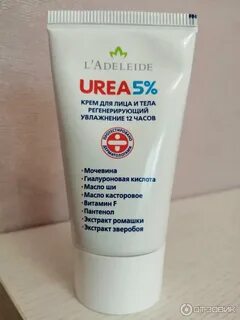 L'ADELEIDE
UREA5%
КРЕМ ДЛЯ ЛИЦА И ТЕЛА
РЕГЕНЕРИРУЮЩИЙ
УВЛАЖНЕНИЕ 12 ЧАСОВ
•Мочевина
•Гиалуроновая кислота
•Масло ши
•Масло касторовое
•Витамин F
•Пантенол
•Экстракт ромашки
•Экстракт зверобоя
ОТЗОВИК